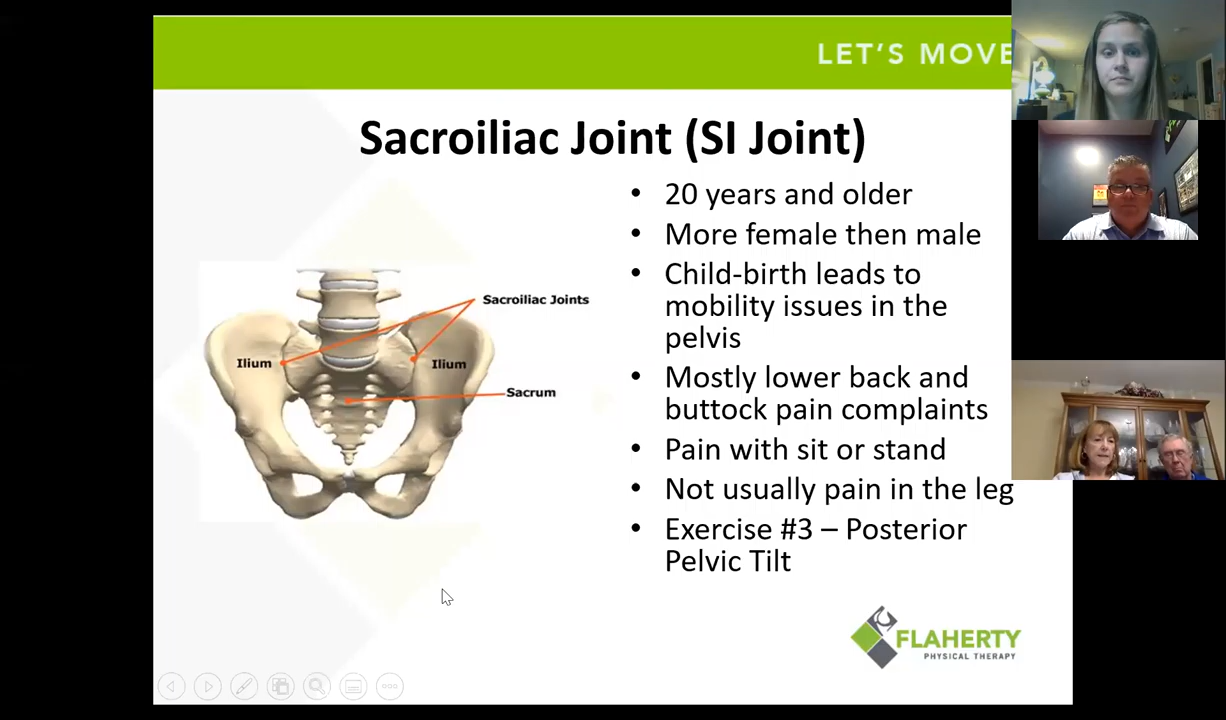 LET'S MOVE
Sacroiliac Joint (SI Joint)
• 20 years and older
• More female then male
• Child-birth leads to
mobility issues in the
pelvis
• Mostly lower back and
buttock pain complaints
• Pain with sit or stand
• Not usually pain in the leg
• Exercise #3 – Posterior
Pelvic Tilt
Sacroiliac Joints
Ilium
Ilium
Sacrum
FLAHERTY
PHYSICAL THERAPY